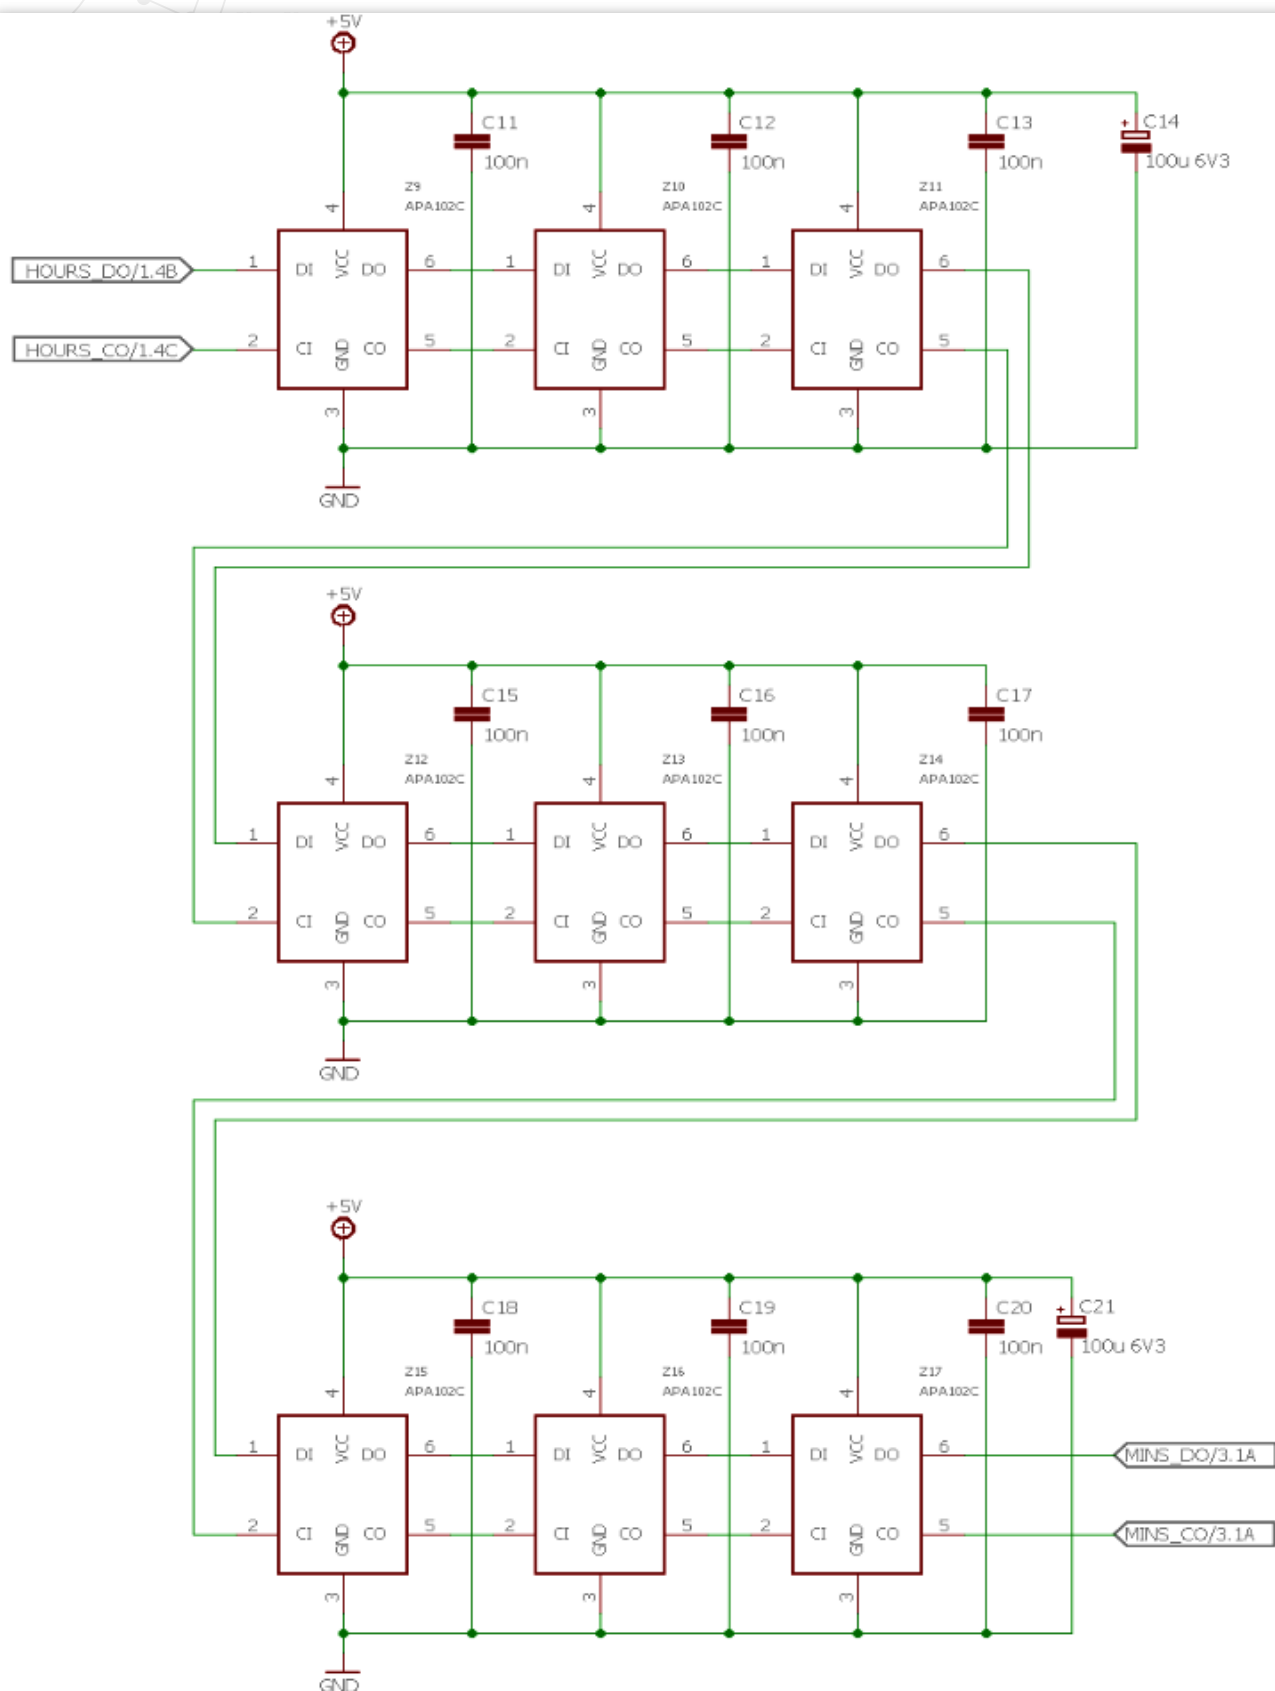 +5V
C11
100n
C12
100n
C13
100n
C14
100u 6V3
Z9
APA102C
Z10
APA102C
Z11
APA102C
4
4
4
HOURS_DO/1.4B
1
DI
VCC
DO
6
1
DI
VCC
DO
6
1
DI
VCC
DO
6
HOURS_CO/1.4C
2
CI
GND
CO
5
2
CI
GND
CO
5
2
CI
GND
CO
5
3
3
3
GND
+5V
C15
100n
C16
100n
C17
100n
Z12
APA102C
Z13
APA102C
Z14
APA102C
4
4
4
1
DI
VCC
DO
6
1
DI
VCC
DO
6
1
DI
VCC
DO
6
2
CI
GND
CO
5
2
CI
GND
CO
5
2
CI
GND
CO
5
3
3
3
GND
+5V
C18
100n
C19
100n
C20
100n
+
C21
100u 6V3
Z15
APA102C
Z16
APA102C
Z17
APA102C
4
4
4
1
DI
VCC
DO
6
1
DI
VCC
DO
6
1
DI
VCC
DO
6
MINS_DO/3.1A
2
CI
GND
CO
5
2
CI
GND
CO
5
2
CI
GND
CO
5
MINS_CO/3.1A
3
3
3
GND